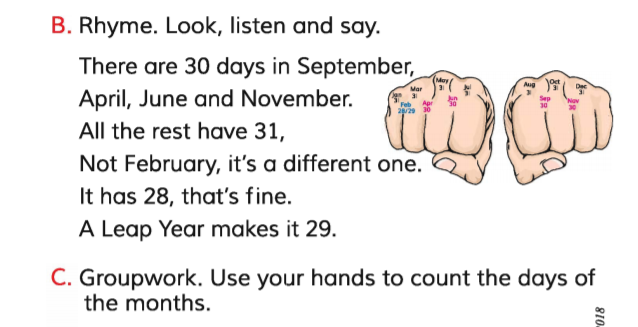 B. Rhyme. Look, listen and say.
There are 30 days in September,
April, June and November.
All the rest have 31,
Not February, it's a different one.
It has 28, that's fine.
A Leap Year makes it 29.
Jan 31
Feb 28/29
Mar 31
Apr 30
May 31
Jun 30
Jul 31
Aug 31
Sep 30
Oct 31
Nov 30
Dec 31
C. Groupwork. Use your hands to count the days of
the months.